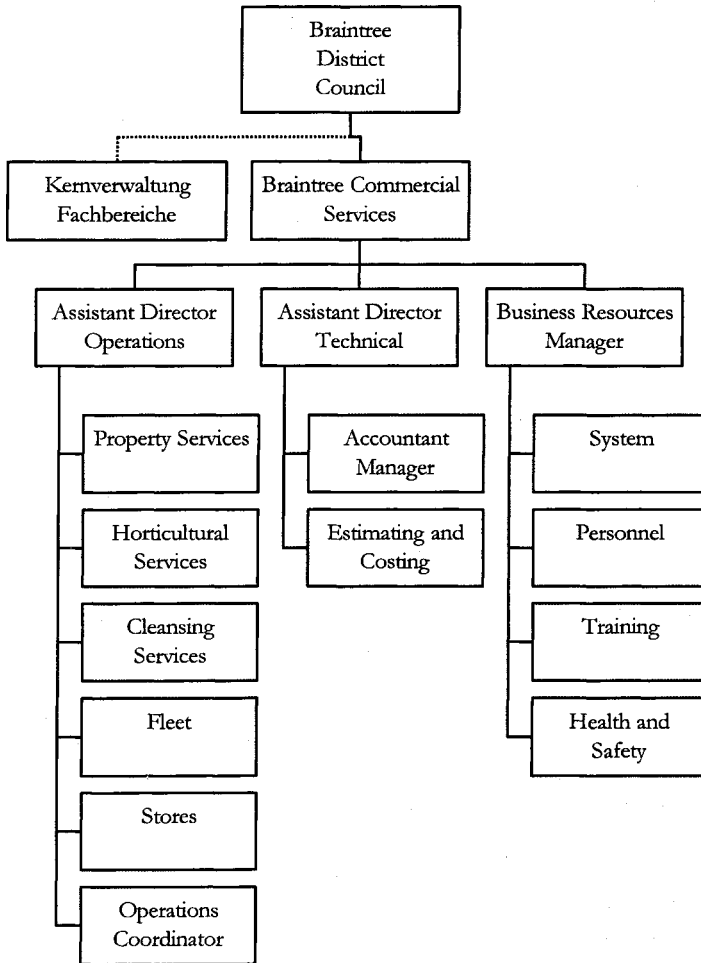 Braintree
District
Council
Kernverwaltung
Fachbereiche
Braintree Commercial
Services
Assistant Director
Operations
Assistant Director
Technical
Business Resources
Manager
Property Services
Horticultural
Services
Cleansing
Services
Fleet
Stores
Operations
Coordinator
Accountant
Manager
Estimating and
Costing
System
Personnel
Training
Health and
Safety